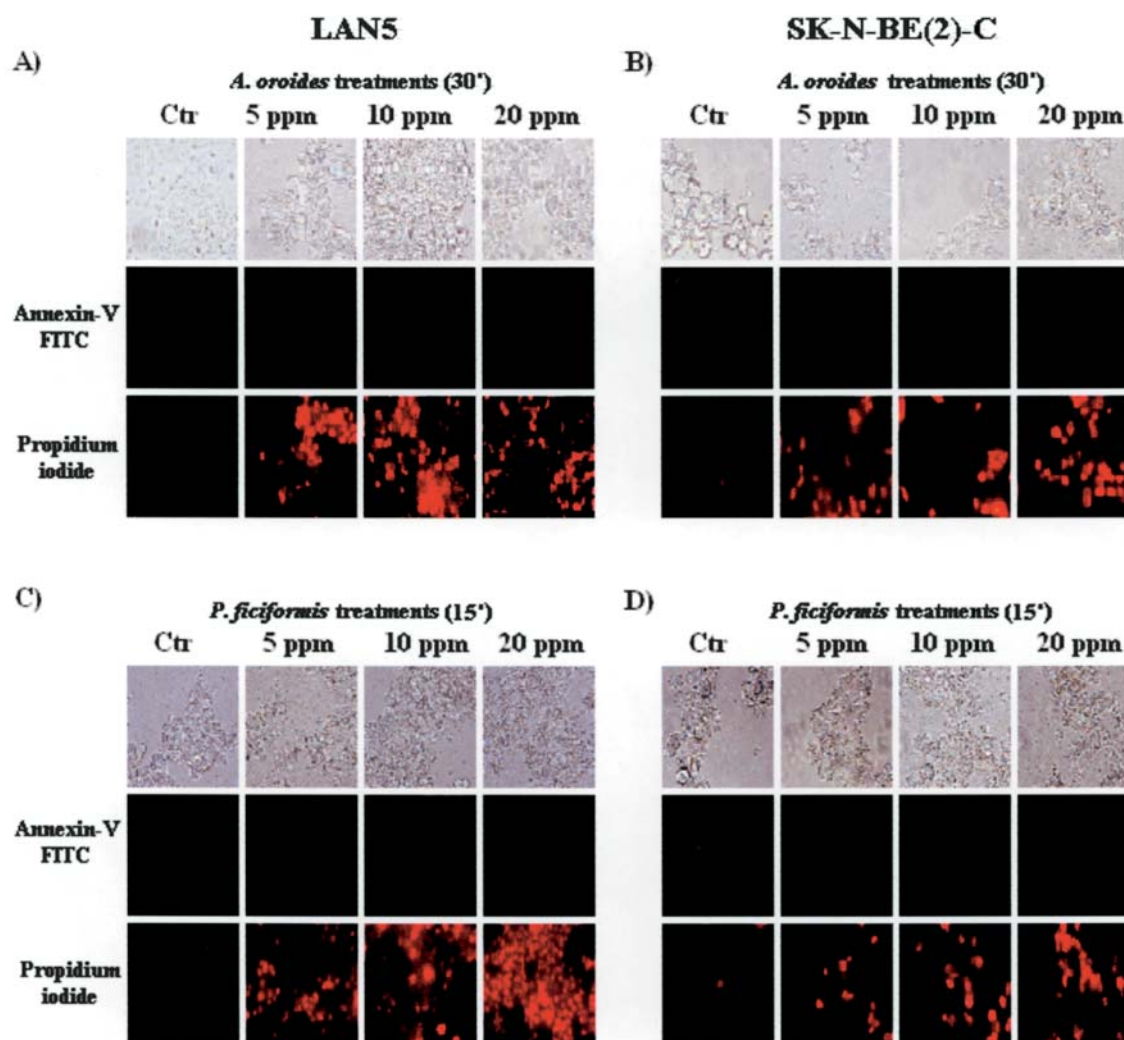 LAN5
SK-N-BE(2)-C
A)
A. oroides treatments (30')
Ctr 5 ppm 10 ppm 20 ppm
Annexin-V
FITC
Propidium
iodide
B)
A. oroides treatments (30')
Ctr 5 ppm 10 ppm 20 ppm
C)
P. ficiformis treatments (15')
Ctr 5 ppm 10 ppm 20 ppm
Annexin-V
FITC
Propidium
iodide
D)
P. ficiformis treatments (15')
Ctr 5 ppm 10 ppm 20 ppm